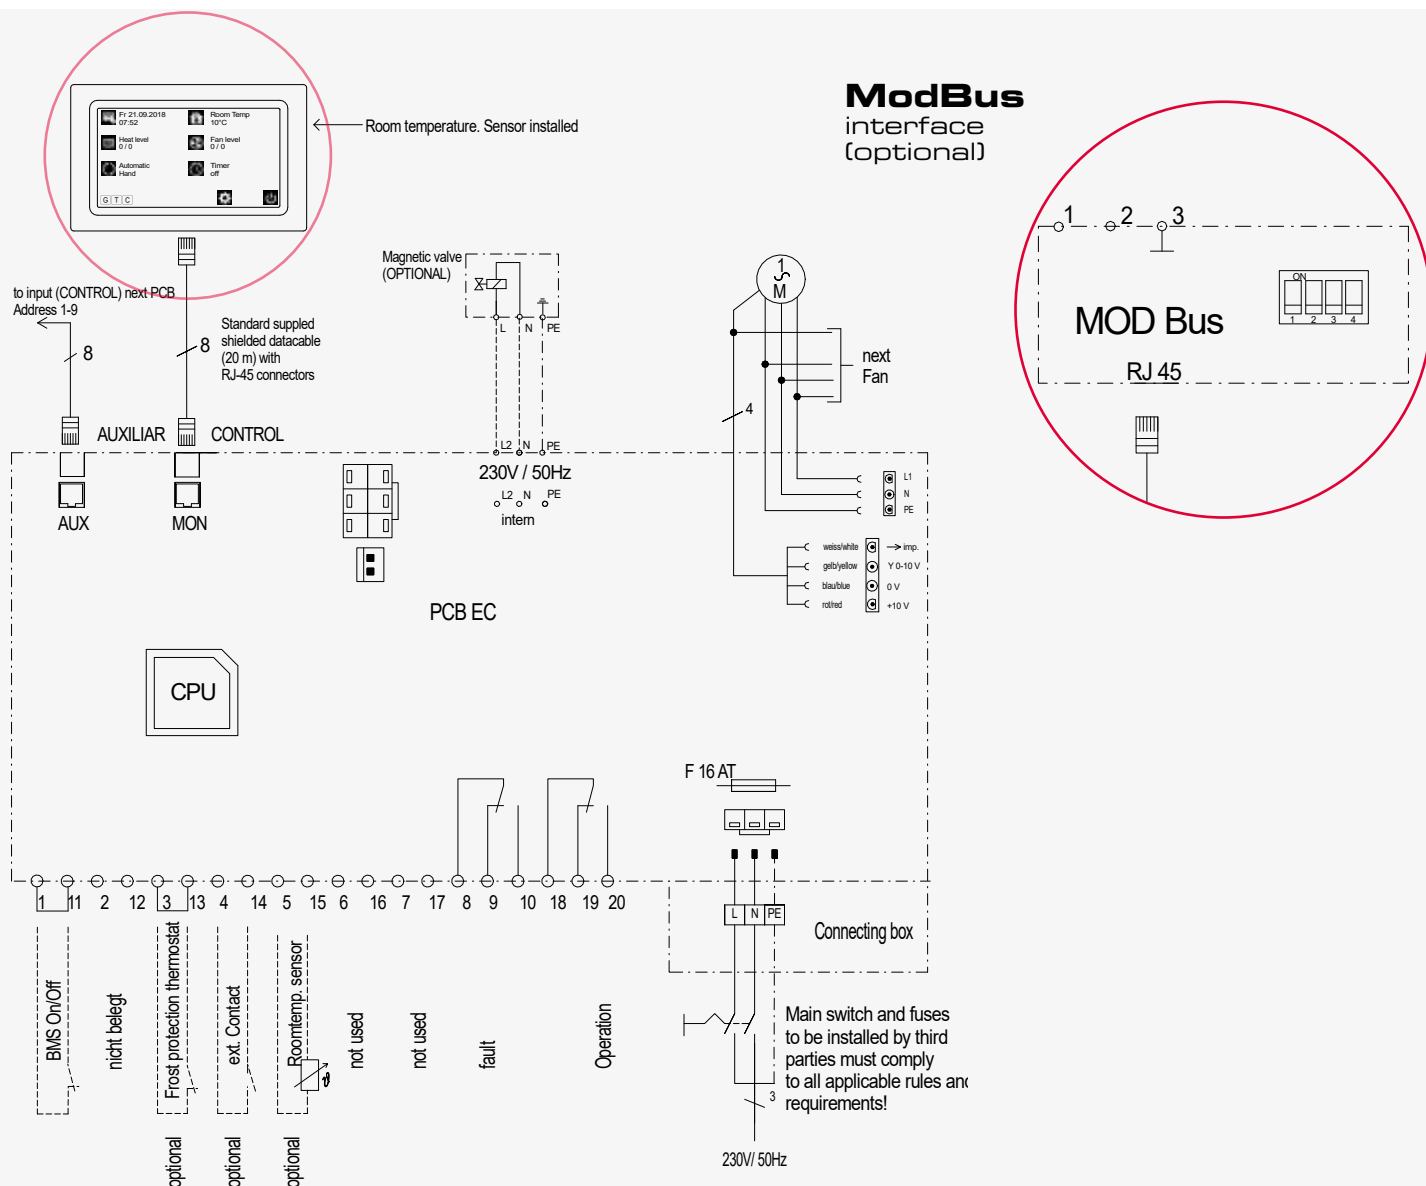 Fr 21.09.2018
07:52
Room Temp
10°C
Heat level
0 / 0
Fan level
0 / 0
Automatic
Hand
Timer
off
G T C
Room temperature. Sensor installed
ModBus
interface
(optional)
1 2 3
ON
1 2 3 4
MOD Bus
RJ 45
to input (CONTROL) next PCB
Address 1-9
8
8
Standard suppled
shielded datacable
(20 m) with
RJ-45 connectors
Magnetic valve
(OPTIONAL)
L N PE
1
M
next
Fan
4
AUXILIAR
CONTROL
L2 N PE
230V / 50Hz
L2 N PE
intern
AUX
MON
L1
N
PE
weiss/white
imp.
gelb/yellow
Y 0-10 V
blau/blue
0 V
rot/red
+10 V
PCB EC
CPU
F 16 AT
1 11 2 12 3 13 4 14 5 15 6 16 7 17 8 9 10 18 19 20
L N PE
Connecting box
BMS On/Off
nicht belegt
Frost protection thermostat
ext. Contact
Roomtemp. sensor
not used
not used
fault
Operation
optional
optional
optional
Main switch and fuses
to be installed by third
parties must comply
to all applicable rules and
requirements!
3
230V/ 50Hz